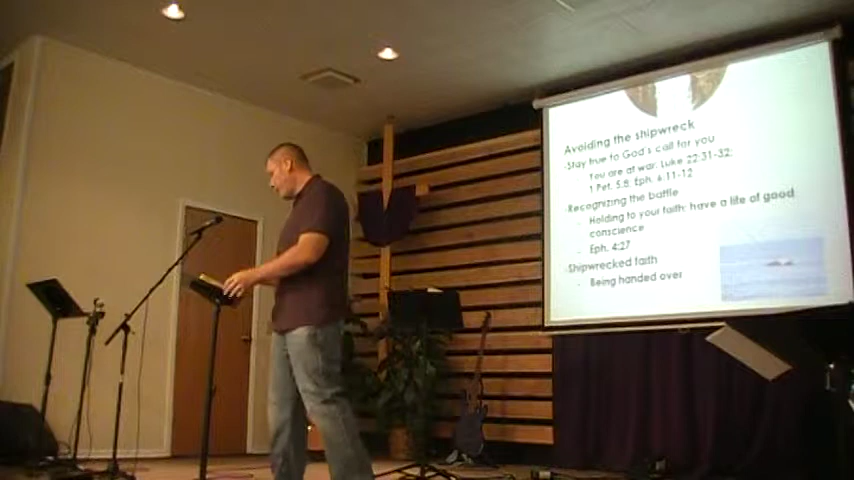 Avoiding the shipwreck
-Stay true to God's call for you
You are at war: Luke 22:31-32;
1 Pet. 5:8; Eph. 6:11-12
-Recognizing the battle
- Holding to your faith: have a life of good
conscience
- Eph. 4:27
-Shipwrecked faith
- Being handed over